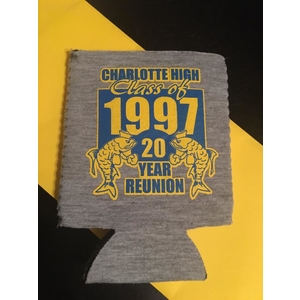 CHARLOTTE HIGH
Class of
1997
20
YEAR
REUNION